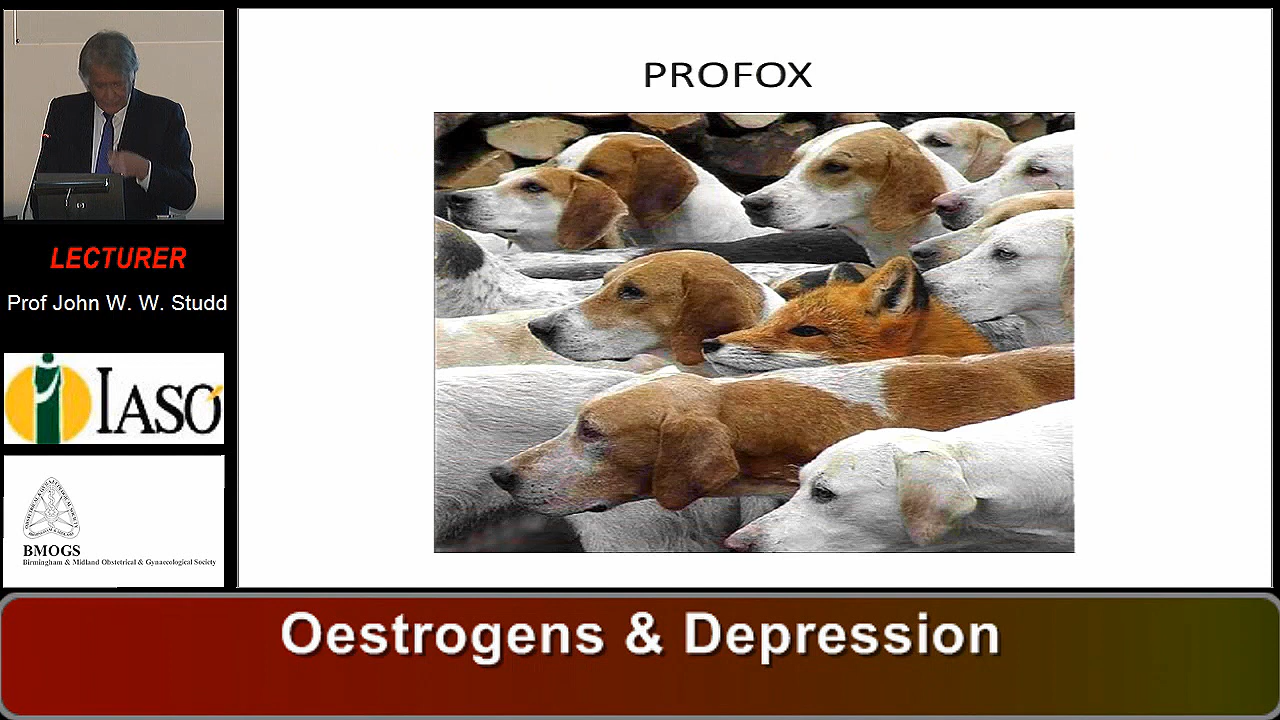 PROFOX
LECTURER
Prof John W. W. Studd
IASO
BMOGS
Birmingham & Midland Obstetrical & Gynaecological Society
Oestrogens & Depression